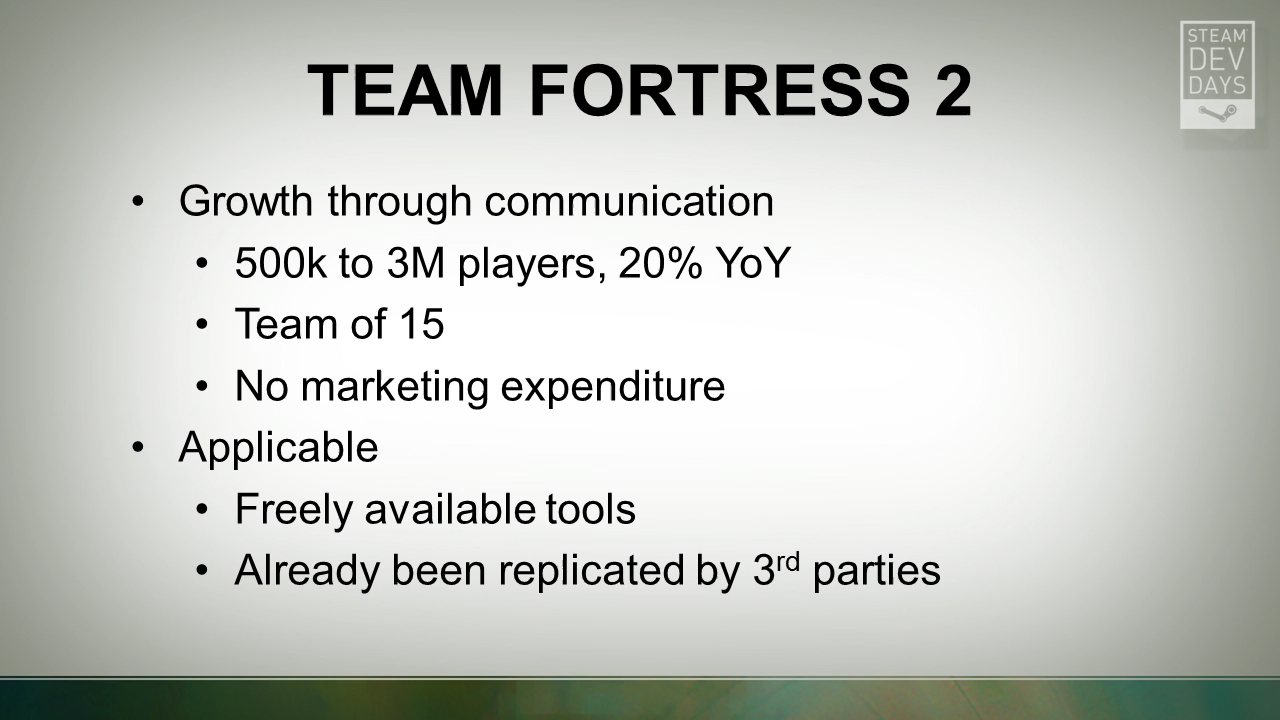 TEAM FORTRESS 2
STEAM
DEV
DAYS
• Growth through communication
• 500k to 3M players, 20% YoY
• Team of 15
• No marketing expenditure
• Applicable
• Freely available tools
• Already been replicated by 3rd parties